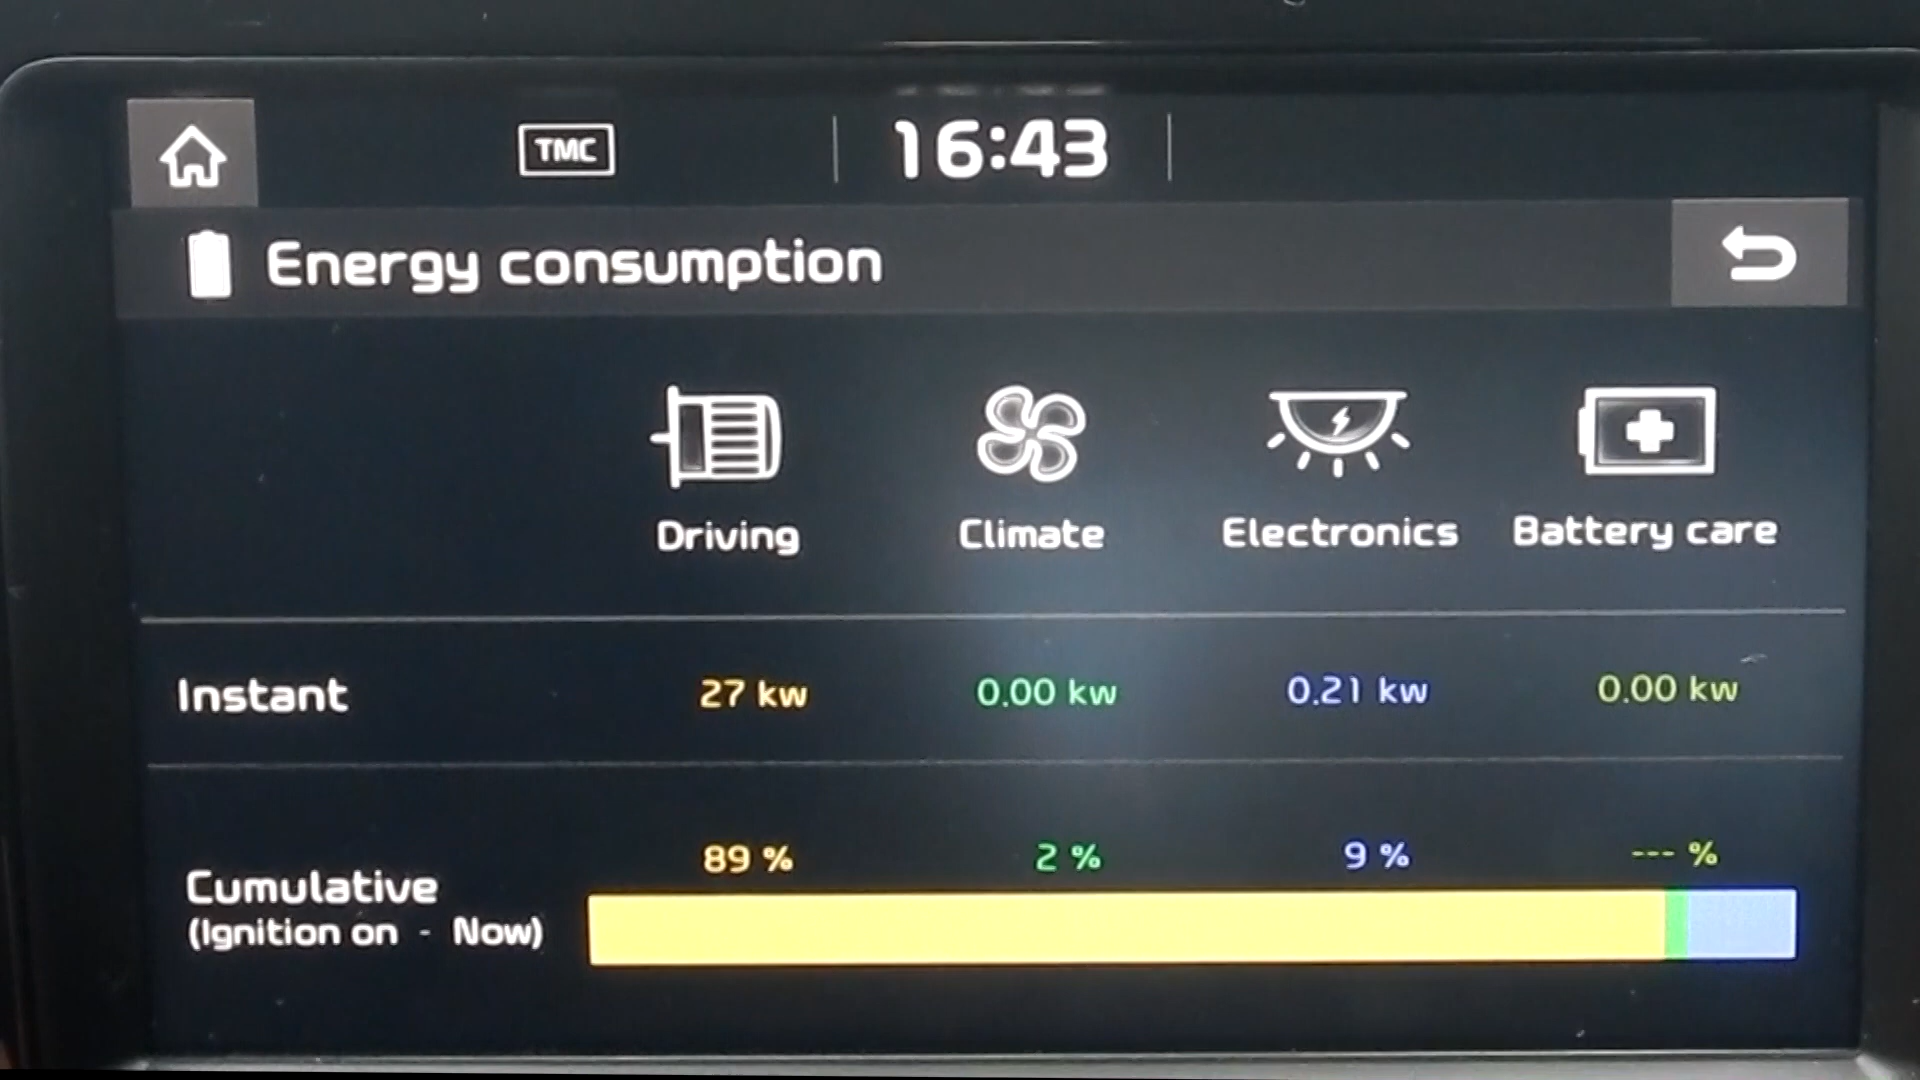 TMC
16:43
Energy consumption
Driving Climate Electronics Battery care
Instant 27 kw 0.00 kw 0.21 kw 0.00 kw
89 % 2 % 9 % --- %
Cumulative
(Ignition on - Now)